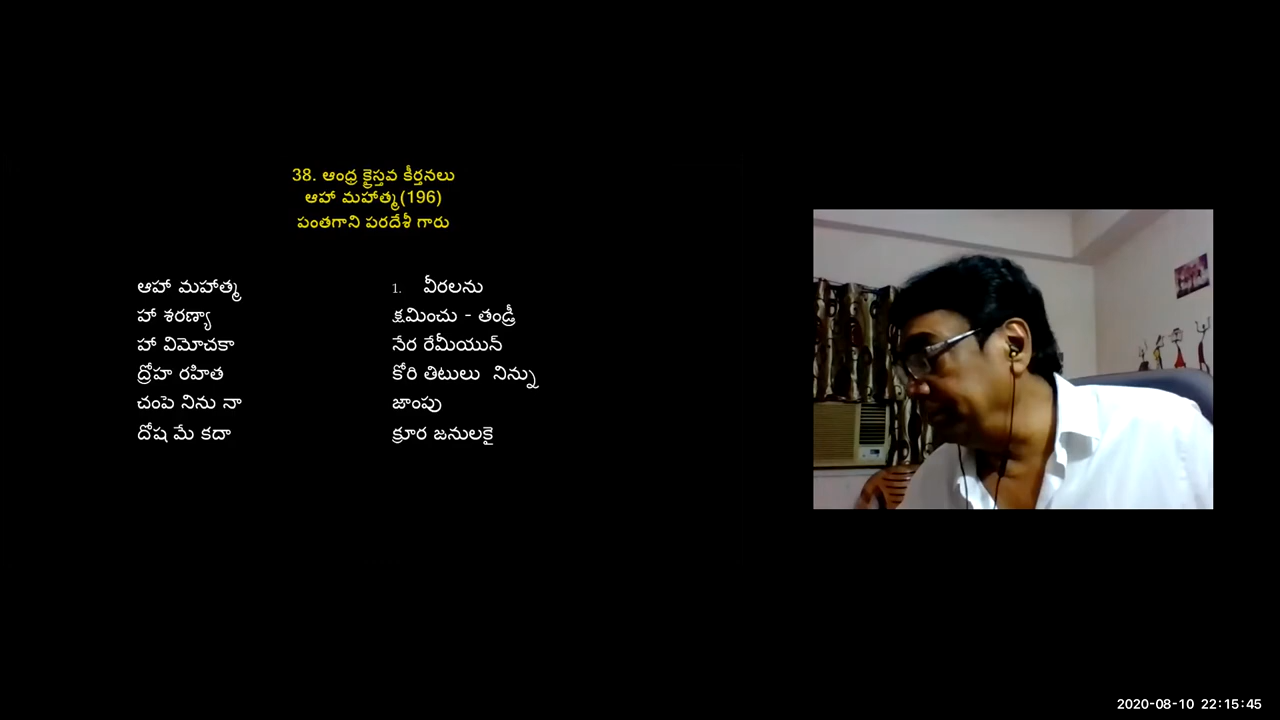 38. ఆంధ్ర క్రైస్తవ కీర్తనలు
ఆహా మహాత్మ(196)
పంతగాని పరదేశీ గారు
ఆహా మహాత్మ
హా శరణ్యా
హా విమోచకా
ద్రోహ రహిత
చంపె నిను నా
దోష మే కదా
1. వీరలను
క్షమించు - తండ్రీ
నేర రేమీయున్
కోరి తిటులు నిన్ను
జాంపు
క్రూర జనులకై
2020-08-10 22:15:45